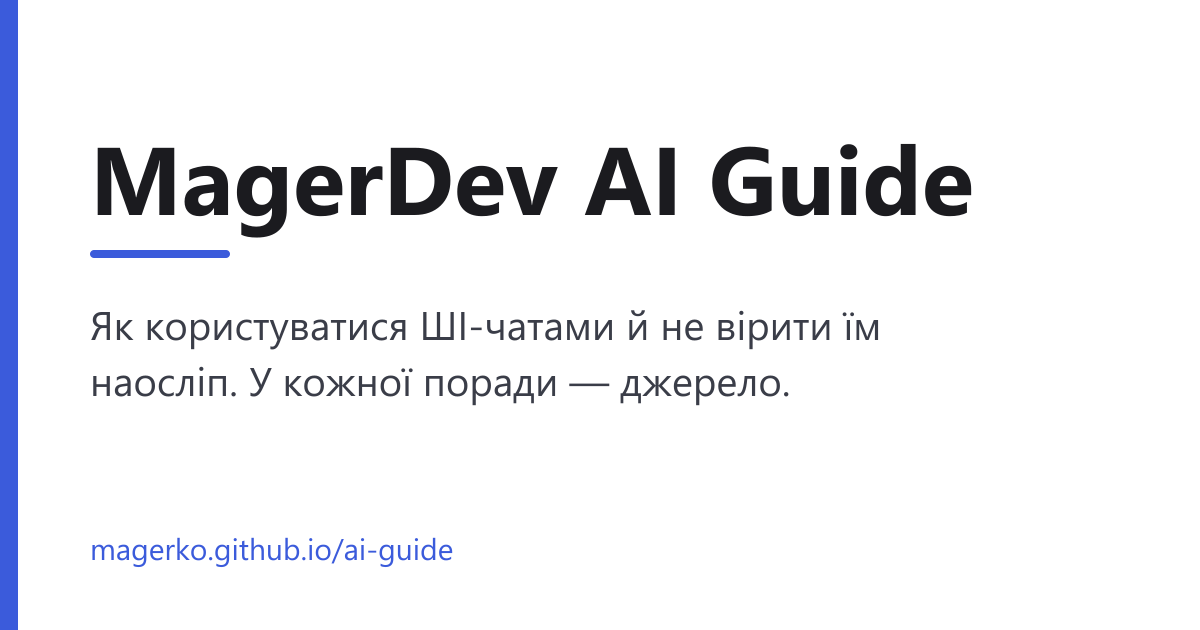 MagerDev AI Guide
Як користуватися ШІ-чатами й не вірити їм
наосліп. У кожної поради — джерело.
magerko.github.io/ai-guide